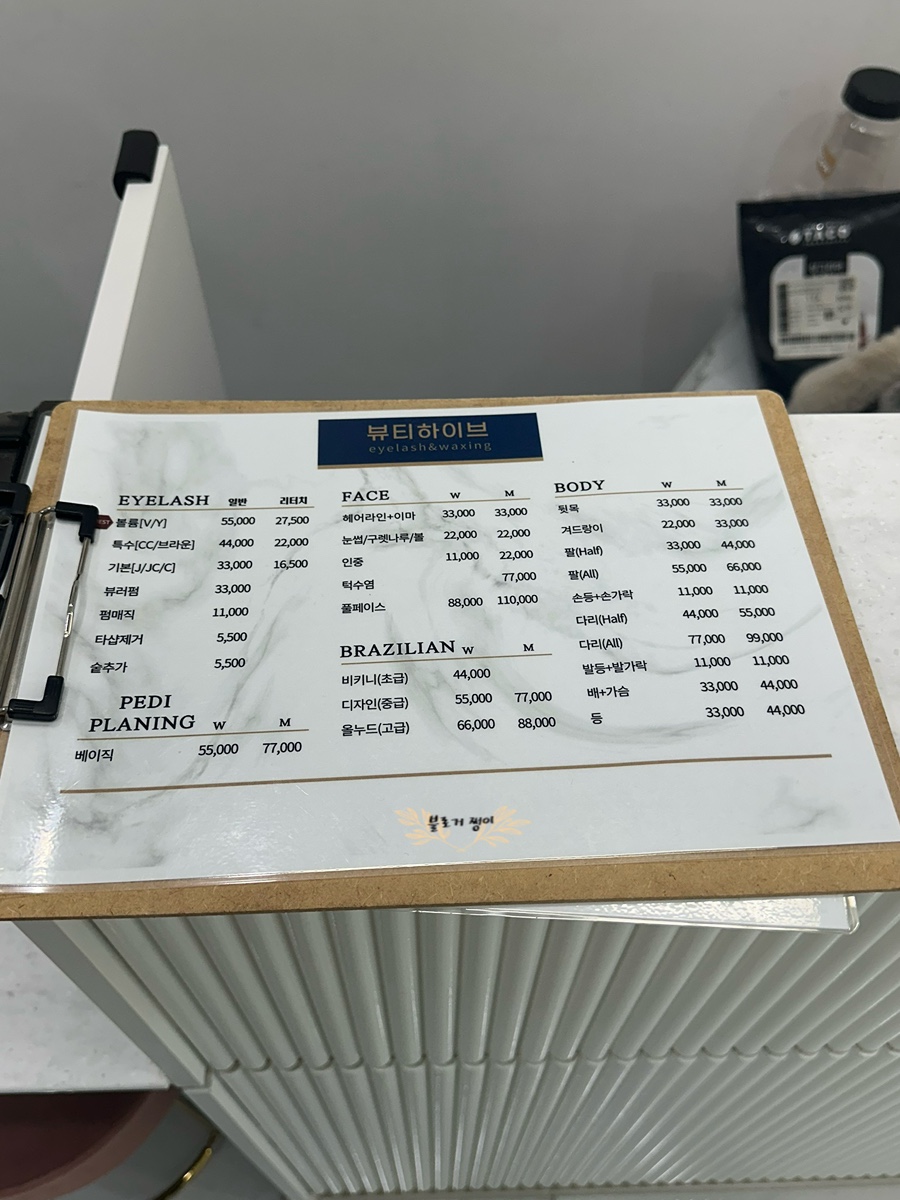 뷰티하이브
eyelash&waxing
EYELASH 일반 리터치
BEST 볼륨[V/Y] 55,000 27,500
특수[CC/브라운] 44,000 22,000
기본[J/JC/C] 33,000 16,500
뷰러펌 33,000
펌매직 11,000
타샵제거 5,500
숱추가 5,500
PEDI
PLANING W M
베이직 55,000 77,000
FACE W M
헤어라인+이마 33,000 33,000
눈썹/구렛나루/볼 22,000 22,000
인중 11,000 22,000
턱수염 77,000
풀페이스 88,000 110,000
BRAZILIAN W M
비키니(초급) 44,000
디자인(중급) 55,000 77,000
올누드(고급) 66,000 88,000
BODY W M
뒷목 33,000 33,000
겨드랑이 22,000 33,000
팔(Half) 33,000 44,000
팔(All) 55,000 66,000
손등+손가락 11,000 11,000
다리(Half) 44,000 55,000
다리(All) 77,000 99,000
발등+발가락 11,000 11,000
배+가슴 33,000 44,000
등 33,000 44,000
블로거 찡이